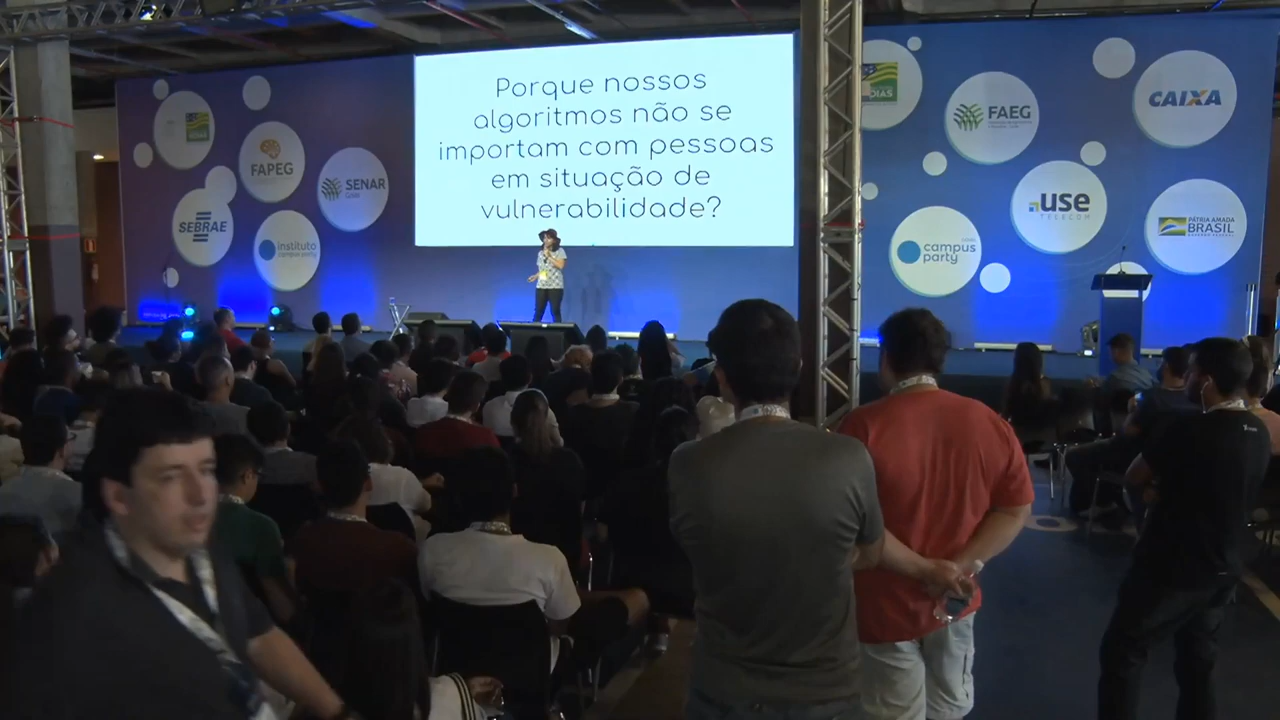 Porque nossos
algoritmos não se
importam com pessoas
em situação de
vulnerabilidade?
FAPEG
SENAR
SEBRAE
instituto
campus party
FAEG
CAIXA
use
TELECOM
PÁTRIA AMADA
BRASIL
campus
party